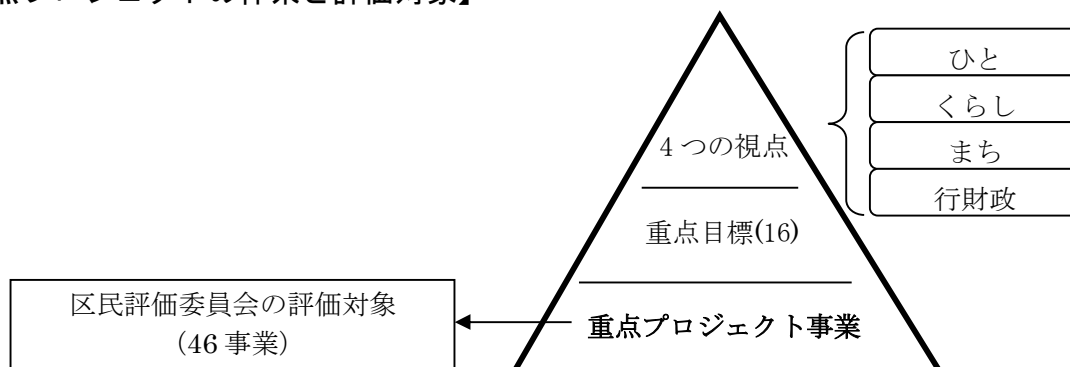 点プロジェクトの体系と評価対象】
ひと
くらし
まち
行財政
4つの視点
重点目標(16)
重点プロジェクト事業
区民評価委員会の評価対象
(46 事業)